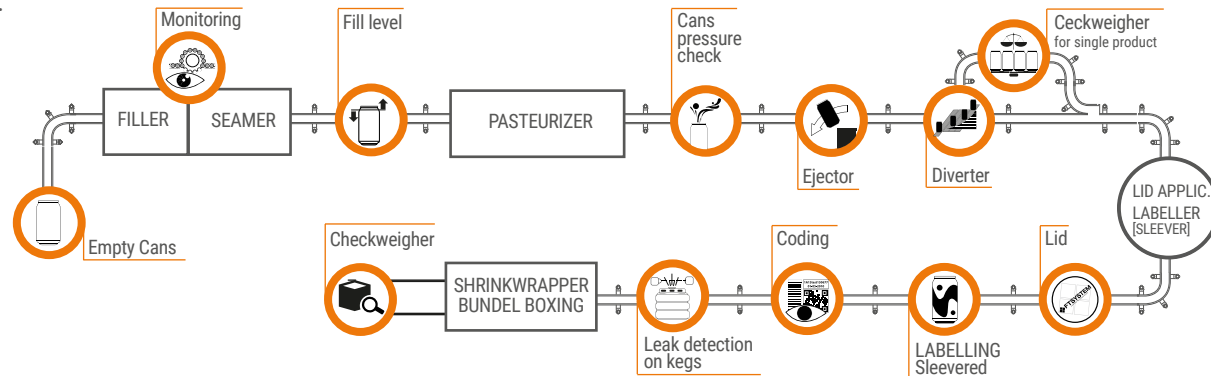 Monitoring
Fill level
Cans
pressure
check
Ceckweigher
for single product
FILLER
SEAMER
PASTEURIZER
Ejector
Diverter
Empty Cans
LID APPLIC.
LABELLER
[SLEEVER]
Checkweigher
SHRINKWRAPPER
BUNDEL BOXING
Leak detection
on kegs
Coding
LABELLING
Sleevered
Lid
FTSYSTEM